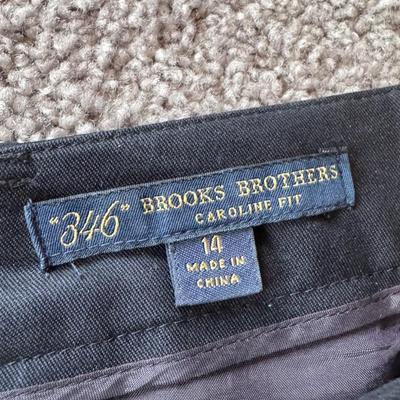 "346" BROOKS BROTHERS
CAROLINE FIT
14
MADE IN
CHINA